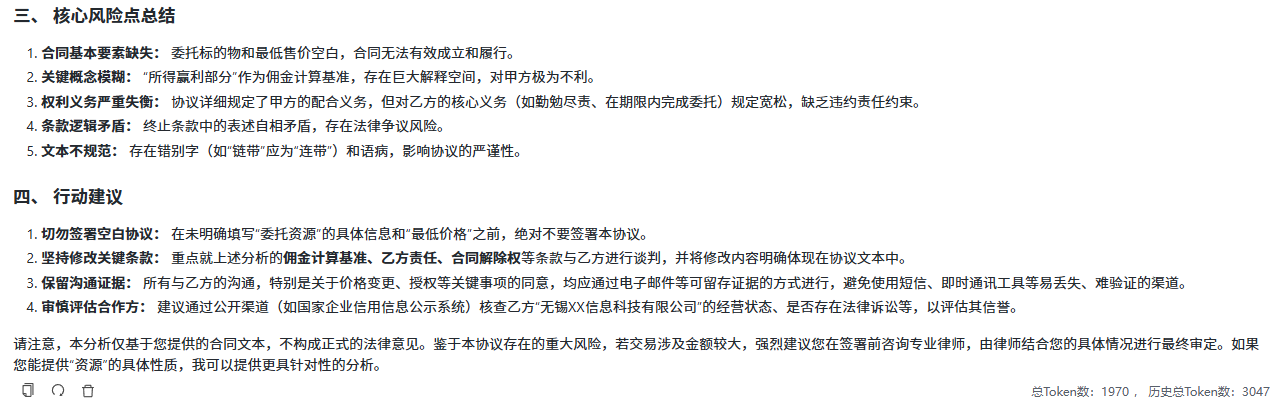 三、 核心风险点总结
1. 合同基本要素缺失： 委托标的物和最低售价空白，合同无法有效成立和履行。
2. 关键概念模糊： “所得赢利部分”作为佣金计算基准，存在巨大解释空间，对甲方极为不利。
3. 权利义务严重失衡： 协议详细规定了甲方的配合义务，但对乙方的核心义务（如勤勉尽责、在期限内完成委托）规定宽松，缺乏违约责任约束。
4. 条款逻辑矛盾： 终止条款中的表述自相矛盾，存在法律争议风险。
5. 文本不规范： 存在错别字（如“链带”应为“连带”）和语病，影响协议的严谨性。
四、 行动建议
1. 切勿签署空白协议： 在未明确填写“委托资源”的具体信息和“最低价格”之前，绝对不要签署本协议。
2. 坚持修改关键条款： 重点就上述分析的佣金计算基准、乙方责任、合同解除权等条款与乙方进行谈判，并将修改内容明确体现在协议文本中。
3. 保留沟通证据： 所有与乙方的沟通，特别是关于价格变更、授权等关键事项的同意，均应通过电子邮件等可留存证据的方式进行，避免使用短信、即时通讯工具等易丢失、难验证的渠道。
4. 审慎评估合作方： 建议通过公开渠道（如国家企业信用信息公示系统）核查乙方“无锡XX信息科技有限公司”的经营状态、是否存在法律诉讼等，以评估其信誉。
请注意，本分析仅基于您提供的合同文本，不构成正式的法律意见。鉴于本协议存在的重大风险，若交易涉及金额较大，强烈建议您在签署前咨询专业律师，由律师结合您的具体情况进行最终审定。如果
您能提供“资源”的具体性质，我可以提供更具针对性的分析。
总Token数：1970 ， 历史总Token数：3047